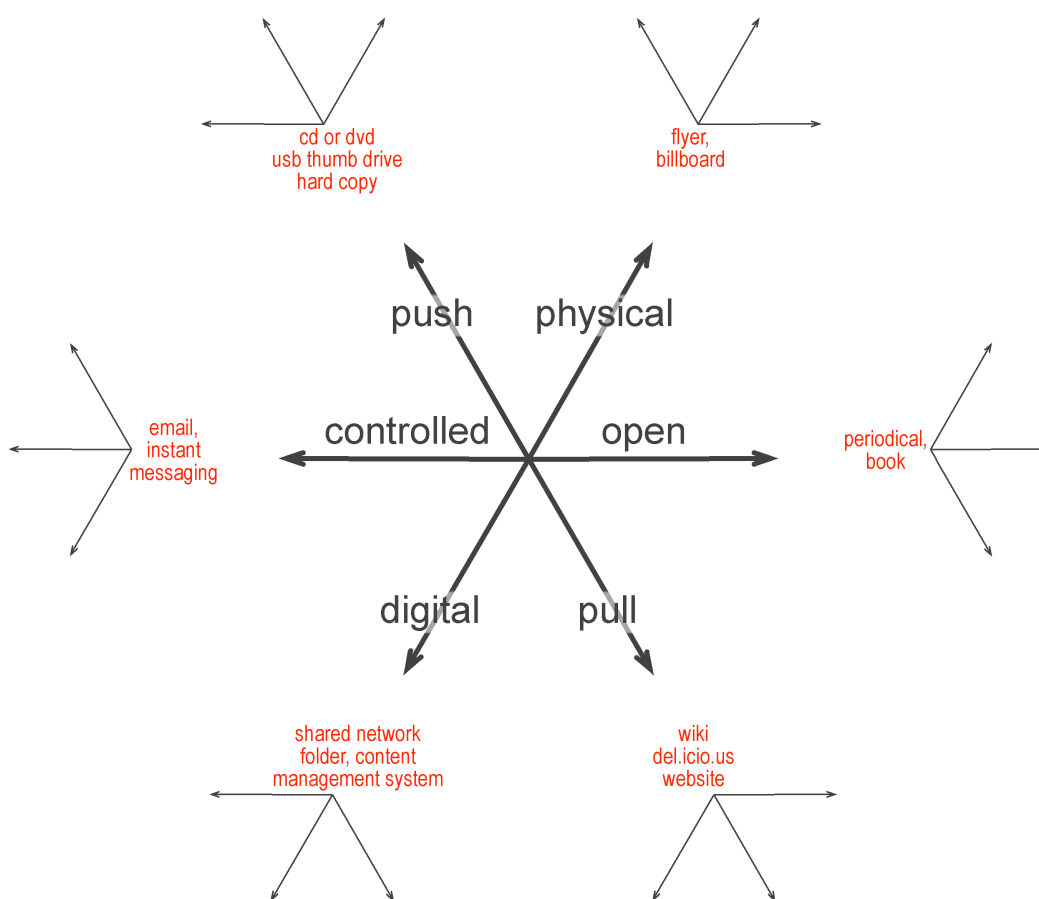 cd or dvd
usb thumb drive
hard copy
flyer,
billboard
push
physical
controlled
open
email,
instant
messaging
periodical,
book
digital
pull
shared network
folder, content
management system
wiki
del.icio.us
website